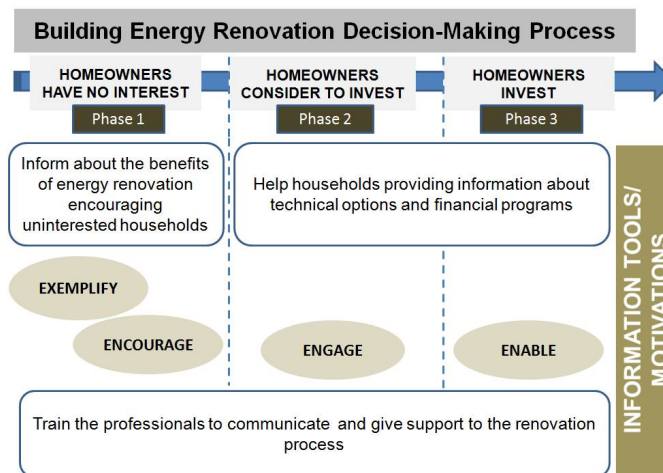 Building Energy Renovation Decision-Making Process
HOMEOWNERS
HAVE NO INTEREST
HOMEOWNERS
CONSIDER TO INVEST
HOMEOWNERS
INVEST
Phase 1
Phase 2
Phase 3
Inform about the benefits
of energy renovation
encouraging
uninterested households
Help households providing information about
technical options and financial programs
EXEMPLIFY
ENCOURAGE
ENGAGE
ENABLE
Train the professionals to communicate and give support to the renovation
process
INFORMATION TOOLS/
MOTIVATIONS